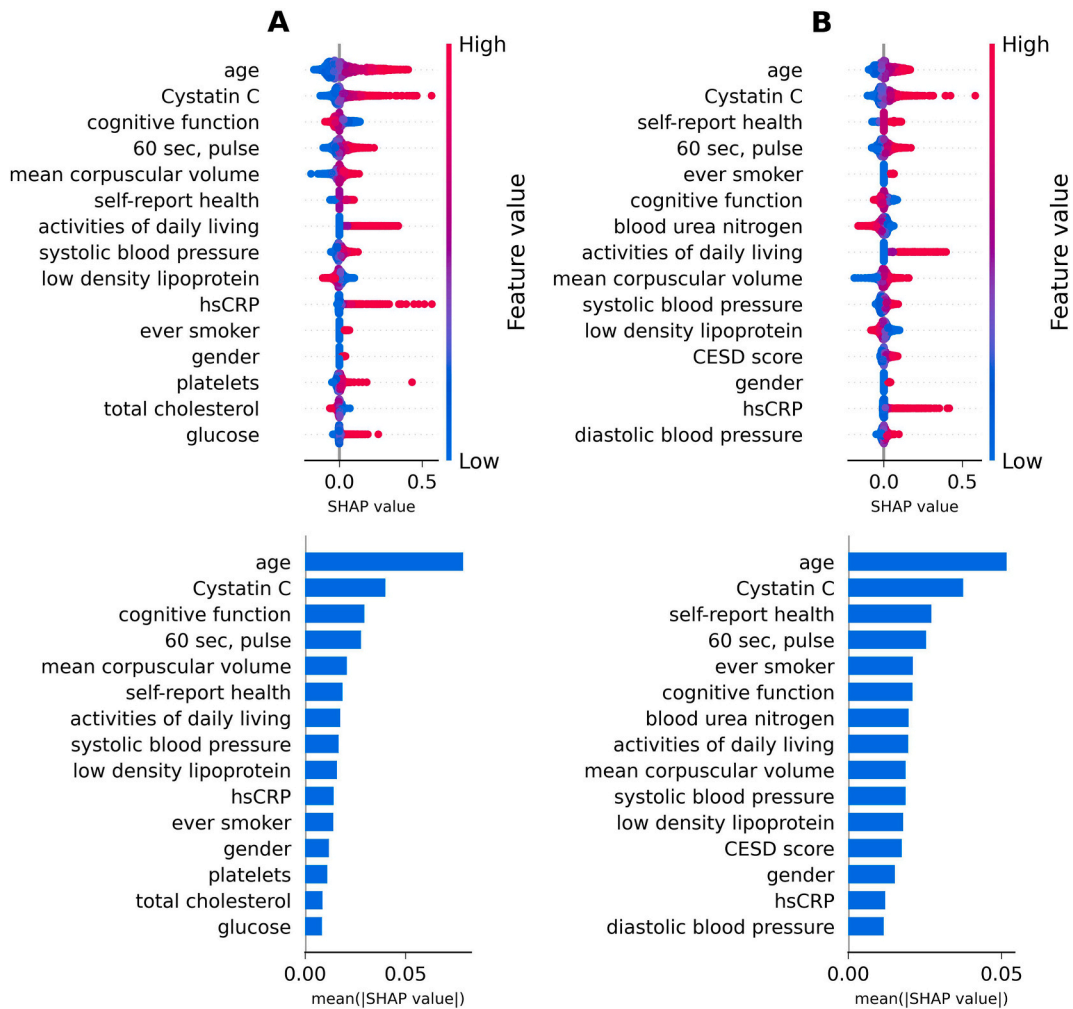 A
High
age
Cystatin C
cognitive function
60 sec, pulse
mean corpuscular volume
self-report health
activities of daily living
systolic blood pressure
low density lipoprotein
hsCRP
ever smoker
gender
platelets
total cholesterol
glucose
Low
Feature value
0.0 0.5
SHAP value
B
High
age
Cystatin C
self-report health
60 sec, pulse
ever smoker
cognitive function
blood urea nitrogen
activities of daily living
mean corpuscular volume
systolic blood pressure
low density lipoprotein
CESD score
gender
hsCRP
diastolic blood pressure
Low
Feature value
0.0 0.5
SHAP value
age
Cystatin C
cognitive function
60 sec, pulse
mean corpuscular volume
self-report health
activities of daily living
systolic blood pressure
low density lipoprotein
hsCRP
ever smoker
gender
platelets
total cholesterol
glucose
0.00 0.05
mean(|SHAP value|)
age
Cystatin C
self-report health
60 sec, pulse
ever smoker
cognitive function
blood urea nitrogen
activities of daily living
mean corpuscular volume
systolic blood pressure
low density lipoprotein
CESD score
gender
hsCRP
diastolic blood pressure
0.00 0.05
mean(|SHAP value|)